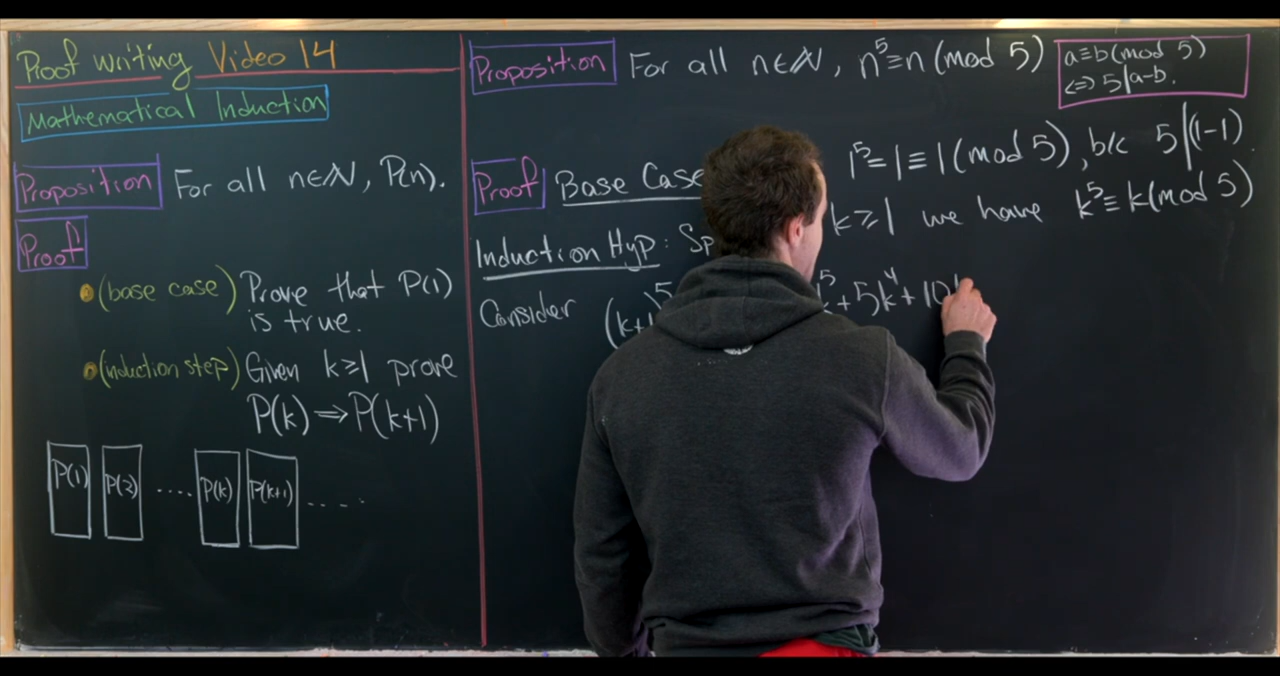 Proof Writing Video 14
Mathematical Induction
Proposition For all n∈ℕ, P(n).
Proof
(base case) Prove that P(1)
is true.
(induction step) Given k≥1 prove
P(k) ⇒ P(k+1)
P(1) P(2) .... P(k) P(k+1) ....
Proposition For all n∈ℕ, n⁵≡n (mod 5)
a≡b (mod 5)
⇔ 5|a-b.
Proof Base Case 1⁵=1≡1 (mod 5), b/c 5|(1-1).
Induction Hyp: k≥1 we have k⁵≡k (mod 5)
Consider (k+1 5 ⁵+5k⁴+10